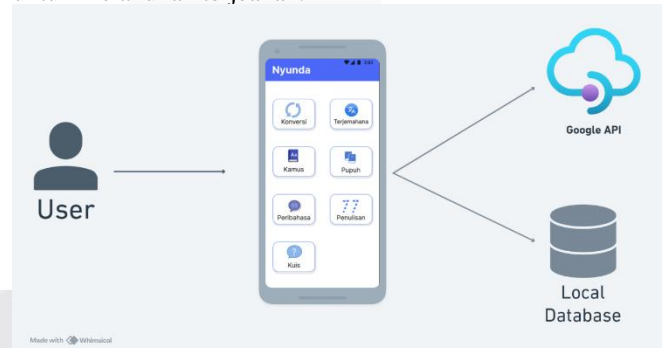 Nyunda
Konversi
Terjemahana
Kamus
Pupuh
Peribahasa
Penulisan
Kuis
User
Google API
Local
Database
Made with Whimsical